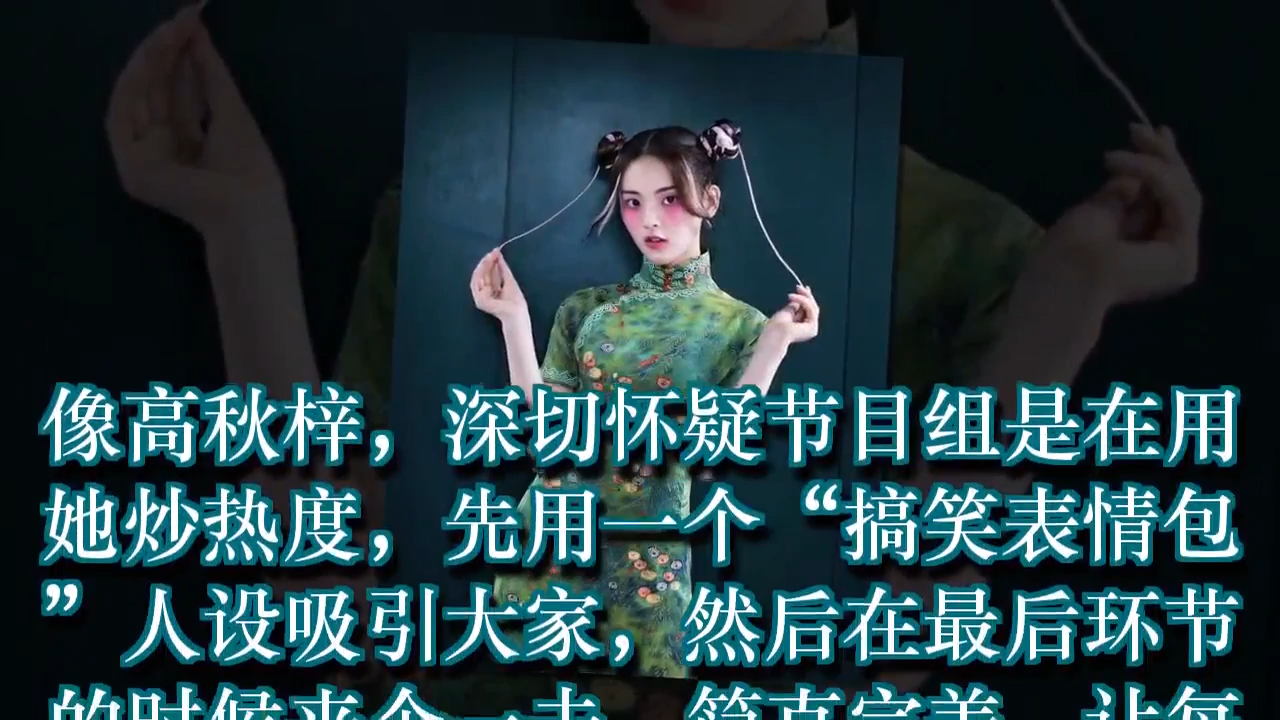 像高秋梓，深切怀疑节目组是在用
她炒热度，先用一个“搞笑表情包
”人设吸引大家，然后在最后环节